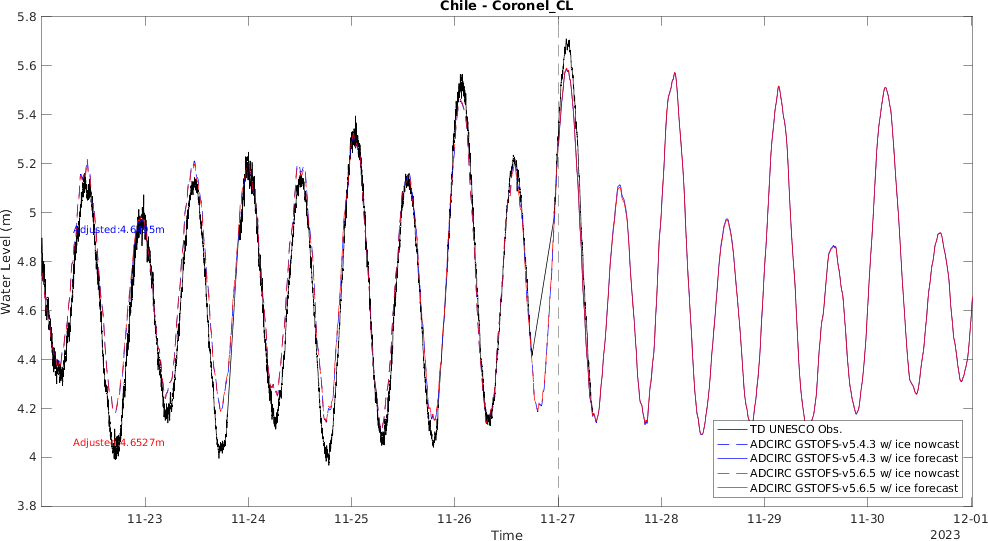 Chile - Coronel_CL
5.8
5.6
5.4
5.2
5
4.8
4.6
4.4
4.2
4
3.8
Water Level (m)
Adjusted:4.6527m
TD UNESCO Obs.
ADCIRC GSTOFS-v5.4.3 w/ ice nowcast
ADCIRC GSTOFS-v5.4.3 w/ ice forecast
ADCIRC GSTOFS-v5.6.5 w/ ice nowcast
ADCIRC GSTOFS-v5.6.5 w/ ice forecast
11-23 11-24 11-25 11-26 11-27 11-28 11-29 11-30 12-01
Time
2023